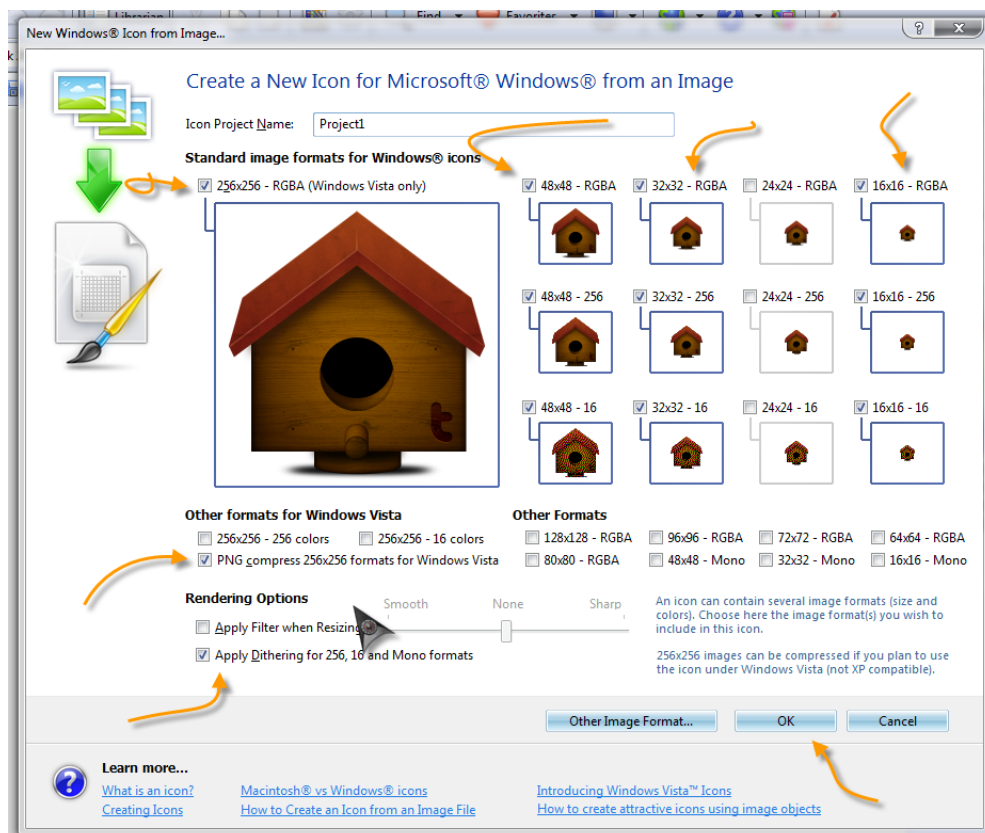 Librarian Find Favorites
New Windows® Icon from Image...
Create a New Icon for Microsoft® Windows® from an Image
Icon Project Name: Project1
Standard image formats for Windows® icons
256x256 - RGBA (Windows Vista only) 48x48 - RGBA 32x32 - RGBA 24x24 - RGBA 16x16 - RGBA
48x48 - 256 32x32 - 256 24x24 - 256 16x16 - 256
48x48 - 16 32x32 - 16 24x24 - 16 16x16 - 16
t
Other formats for Windows Vista Other Formats
256x256 - 256 colors 256x256 - 16 colors 128x128 - RGBA 96x96 - RGBA 72x72 - RGBA 64x64 - RGBA
PNG compress 256x256 formats for Windows Vista 80x80 - RGBA 48x48 - Mono 32x32 - Mono 16x16 - Mono
Rendering Options Smooth None Sharp
Apply Filter when Resizing
Apply Dithering for 256, 16 and Mono formats
An icon can contain several image formats (size and
colors). Choose here the image format(s) you wish to
include in this icon.
256x256 images can be compressed if you plan to use
the icon under Windows Vista (not XP compatible).
Other Image Format... OK Cancel
Learn more...
What is an icon? Macintosh® vs Windows® icons Introducing Windows Vista™ Icons
Creating Icons How to Create an Icon from an Image File How to create attractive icons using image objects